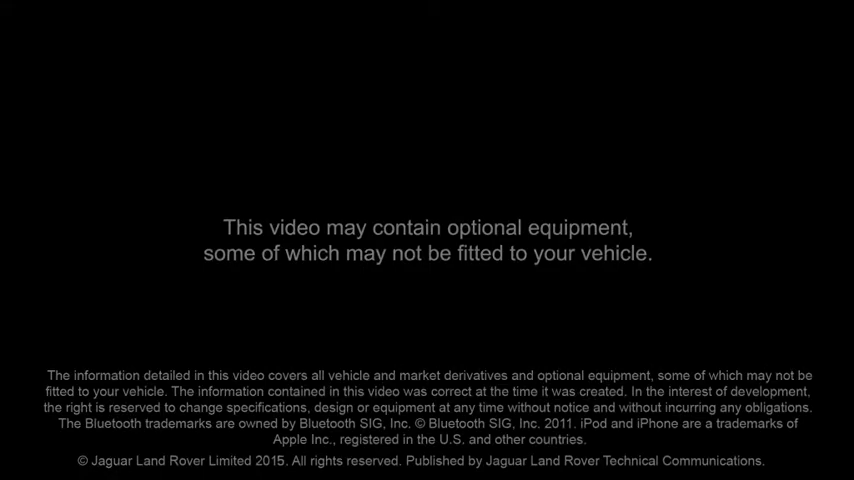 This video may contain optional equipment,
some of which may not be fitted to your vehicle.
The information detailed in this video covers all vehicle and market derivatives and optional equipment, some of which may not be
fitted to your vehicle. The information contained in this video was correct at the time it was created. In the interest of development,
the right is reserved to change specifications, design or equipment at any time without notice and without incurring any obligations.
The Bluetooth trademarks are owned by Bluetooth SIG, Inc. © Bluetooth SIG, Inc. 2011. iPod and iPhone are a trademarks of
Apple Inc., registered in the U.S. and other countries.
© Jaguar Land Rover Limited 2015. All rights reserved. Published by Jaguar Land Rover Technical Communications.